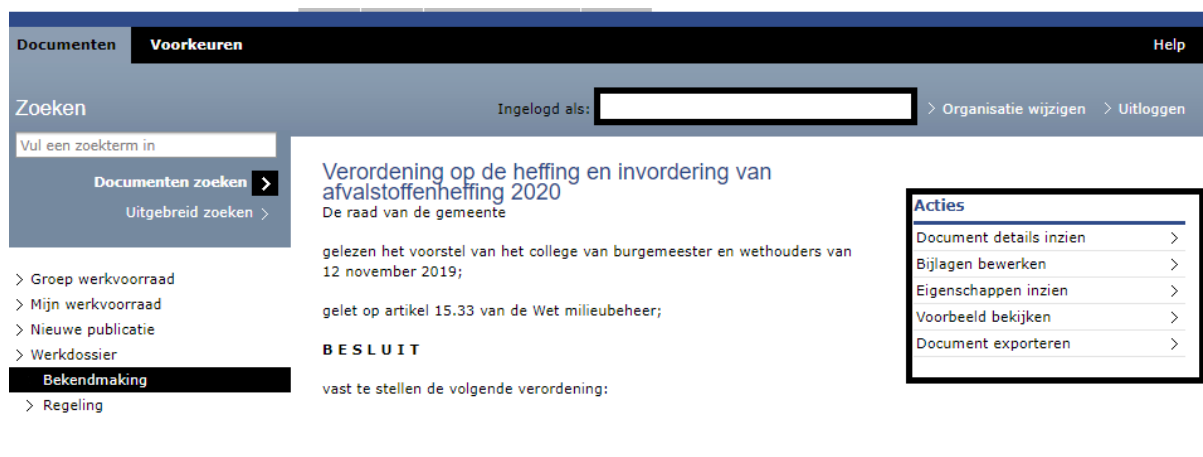 Documenten Voorkeuren Help
Zoeken
Ingelogd als: > Organisatie wijzigen > Uitloggen
Vul een zoekterm in
Documenten zoeken >
Uitgebreid zoeken >
> Groep werkvoorraad
> Mijn werkvoorraad
> Nieuwe publicatie
> Werkdossier
Bekendmaking
> Regeling
Verordening op de heffing en invordering van
afvalstoffenheffing 2020
De raad van de gemeente
gelezen het voorstel van het college van burgemeester en wethouders van
12 november 2019;
gelet op artikel 15.33 van de Wet milieubeheer;
B E S L U I T
vast te stellen de volgende verordening:
Acties
Document details inzien >
Bijlagen bewerken >
Eigenschappen inzien >
Voorbeeld bekijken >
Document exporteren >